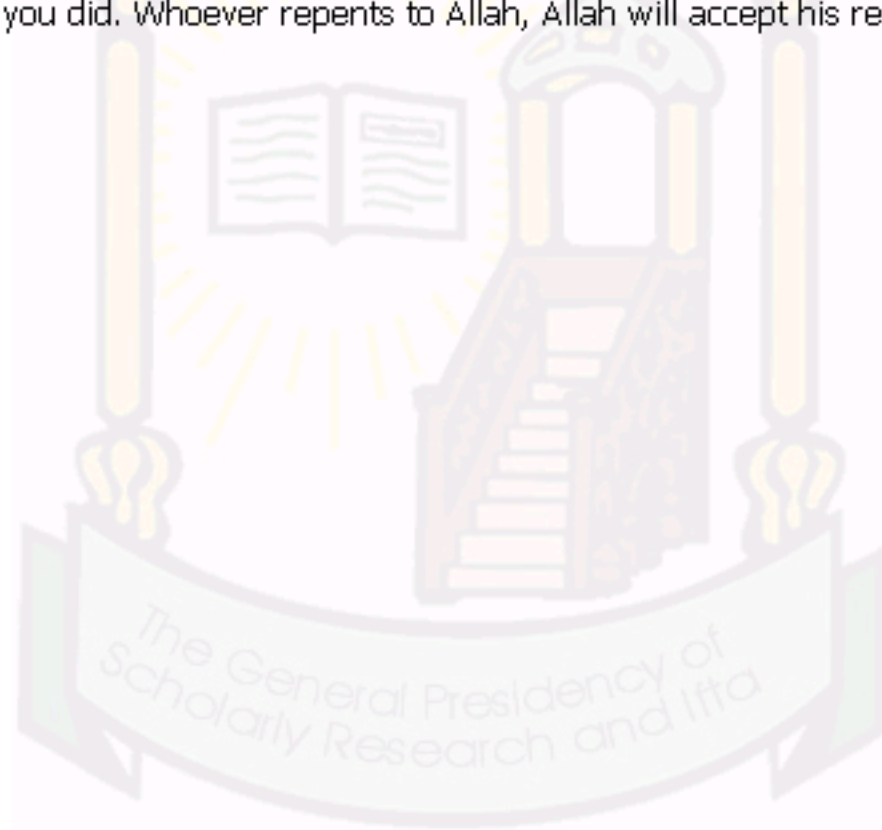 you did. Whoever repents to Allah, Allah will accept his re
The General Presidency of
Scholarly Research and Ifta